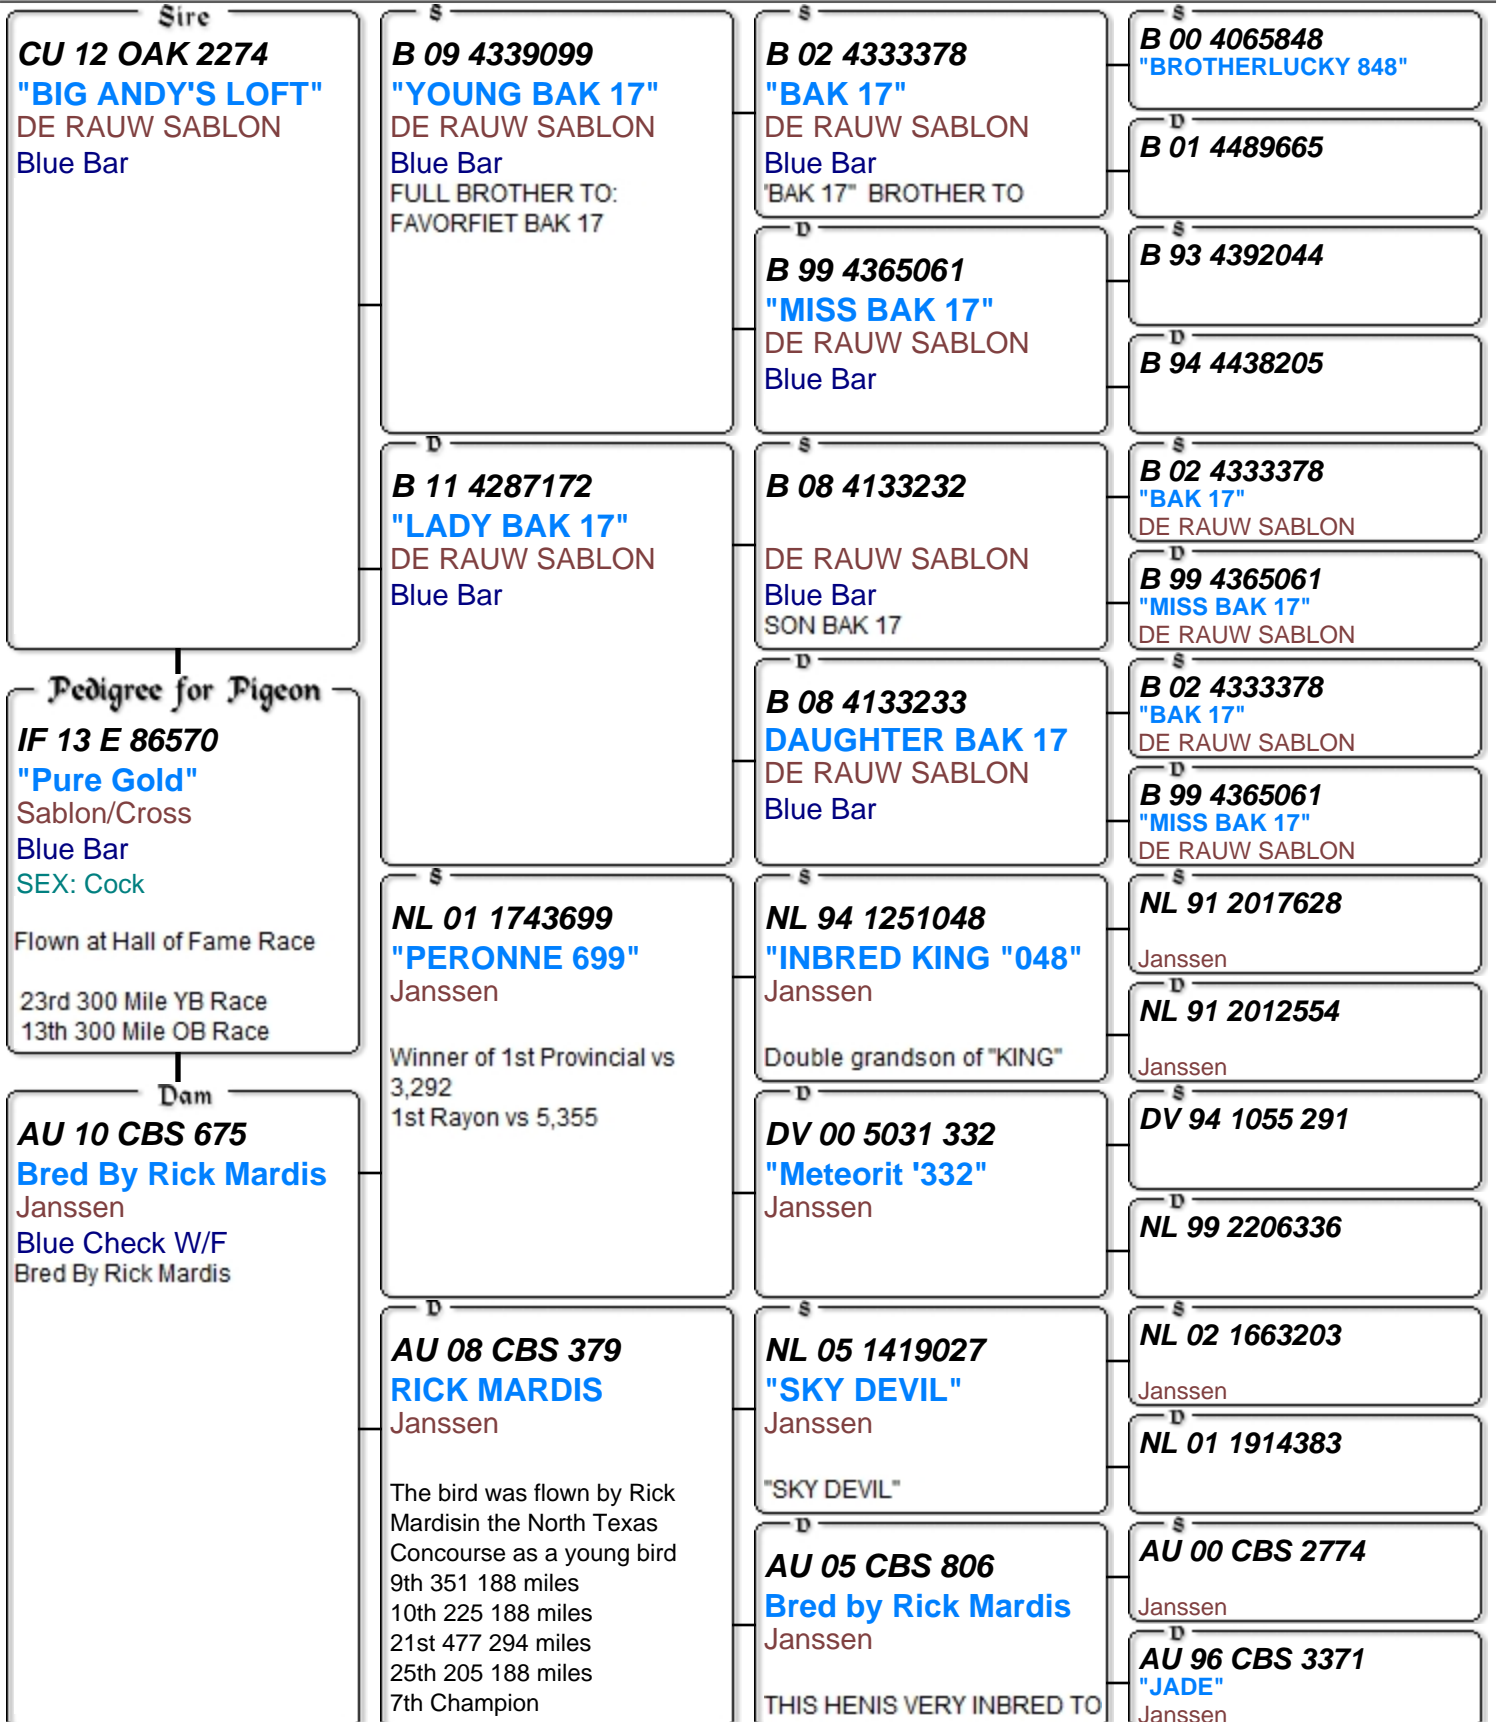 Sire
CU 12 OAK 2274
"BIG ANDY'S LOFT"
DE RAUW SABLON
Blue Bar
Pedigree for Pigeon
IF 13 E 86570
"Pure Gold"
Sablon/Cross
Blue Bar
SEX: Cock
Flown at Hall of Fame Race
23rd 300 Mile YB Race
13th 300 Mile OB Race
Dam
AU 10 CBS 675
Bred By Rick Mardis
Janssen
Blue Check W/F
Bred By Rick Mardis
S
B 09 4339099
"YOUNG BAK 17"
DE RAUW SABLON
Blue Bar
FULL BROTHER TO:
FAVORFIET BAK 17
D
B 11 4287172
"LADY BAK 17"
DE RAUW SABLON
Blue Bar
S
NL 01 1743699
"PERONNE 699"
Janssen
Winner of 1st Provincial vs
3,292
1st Rayon vs 5,355
D
AU 08 CBS 379
RICK MARDIS
Janssen
The bird was flown by Rick
Mardisin the North Texas
Concourse as a young bird
9th 351 188 miles
10th 225 188 miles
21st 477 294 miles
25th 205 188 miles
7th Champion
S
B 02 4333378
"BAK 17"
DE RAUW SABLON
Blue Bar
"BAK 17" BROTHER TO
D
B 99 4365061
"MISS BAK 17"
DE RAUW SABLON
Blue Bar
S
B 08 4133232
DE RAUW SABLON
Blue Bar
SON BAK 17
D
B 08 4133233
DAUGHTER BAK 17
DE RAUW SABLON
Blue Bar
S
NL 94 1251048
"INBRED KING "048"
Janssen
Double grandson of "KING"
D
DV 00 5031 332
"Meteorit '332"
Janssen
S
NL 05 1419027
"SKY DEVIL"
Janssen
"SKY DEVIL"
D
AU 05 CBS 806
Bred by Rick Mardis
Janssen
THIS HENIS VERY INBRED TO
S
B 00 4065848
"BROTHERLUCKY 848"
D
B 01 4489665
S
B 93 4392044
D
B 94 4438205
S
B 02 4333378
"BAK 17"
DE RAUW SABLON
D
B 99 4365061
"MISS BAK 17"
DE RAUW SABLON
S
B 02 4333378
"BAK 17"
DE RAUW SABLON
D
B 99 4365061
"MISS BAK 17"
DE RAUW SABLON
S
NL 91 2017628
Janssen
D
NL 91 2012554
Janssen
S
DV 94 1055 291
D
NL 99 2206336
S
NL 02 1663203
Janssen
D
NL 01 1914383
S
AU 00 CBS 2774
Janssen
D
AU 96 CBS 3371
"JADE"
Janssen